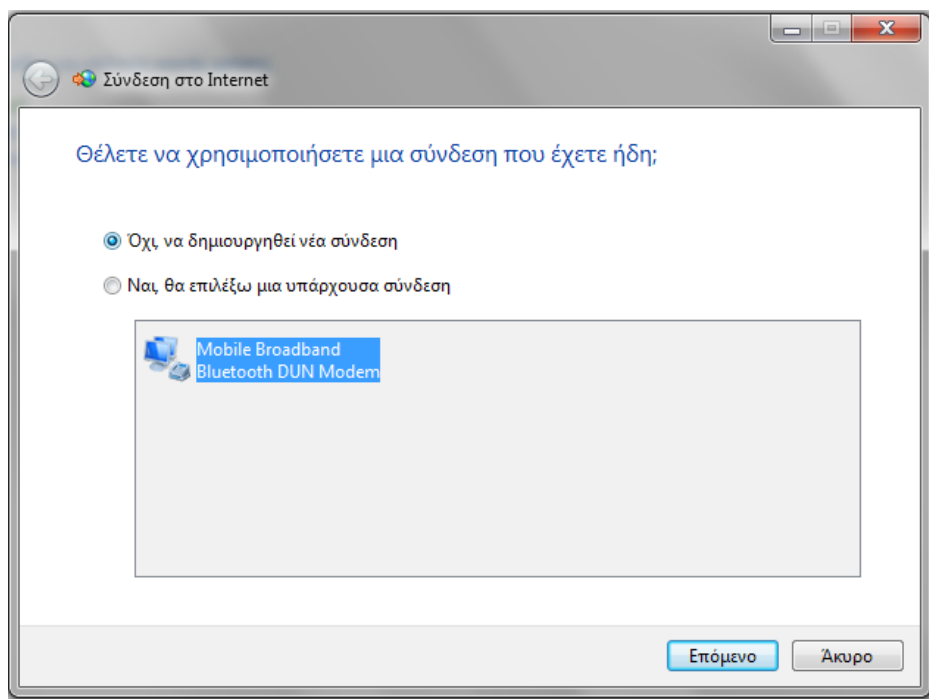 Σύνδεση στο Internet
Θέλετε να χρησιμοποιήσετε μια σύνδεση που έχετε ήδη;
Όχι, να δημιουργηθεί νέα σύνδεση
Ναι, θα επιλέξω μια υπάρχουσα σύνδεση
Mobile Broadband
Bluetooth DUN Modem
Επόμενο
Άκυρο